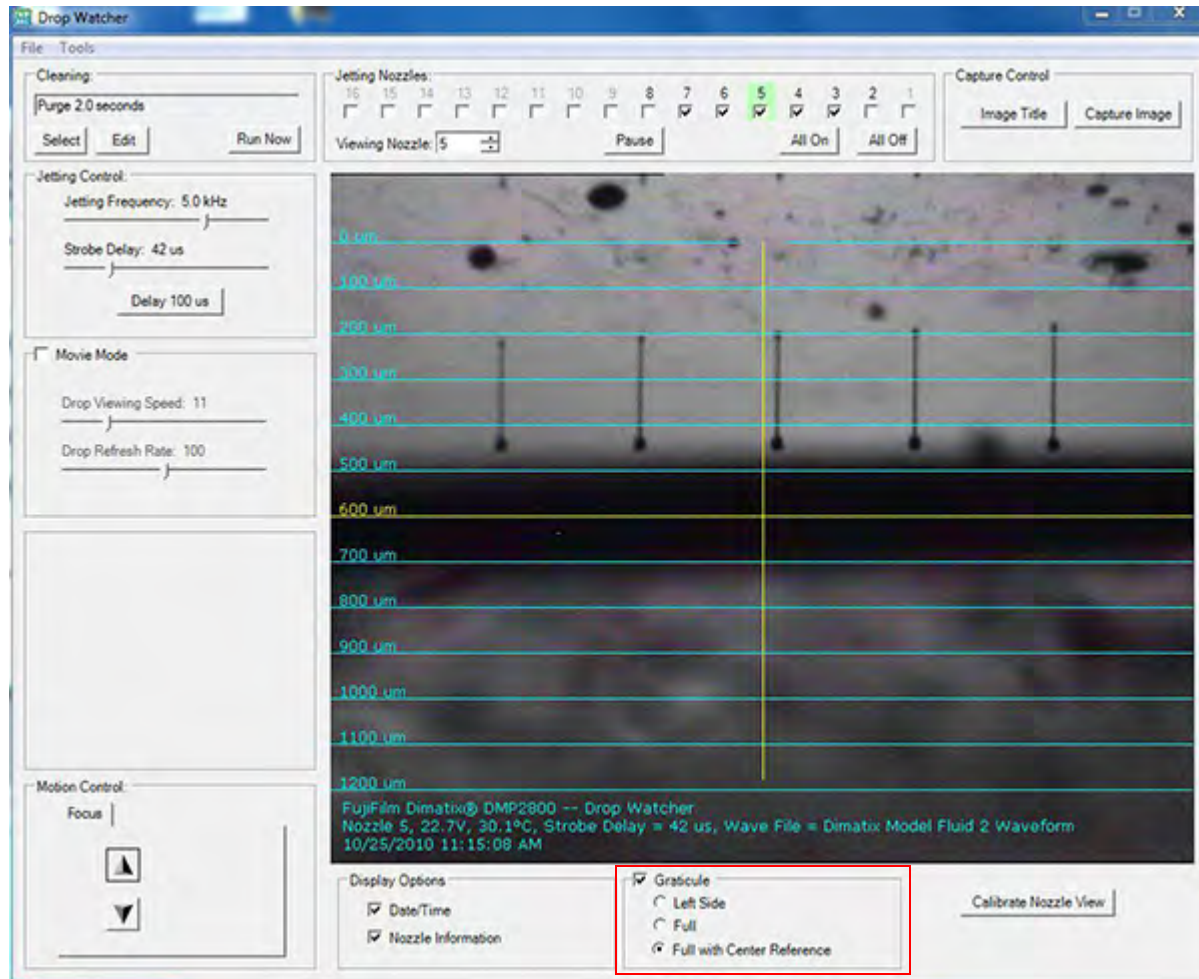 Drop Watcher
File Tools
Cleaning:
Purge 2.0 seconds
Select Edit Run Now
Jetting Nozzles:
16 15 14 13 12 11 10 9 8 7 6 5 4 3 2 1
Viewing Nozzle: 5 Pause All On All Off
Capture Control
Image Title Capture Image
Jetting Control:
Jetting Frequency: 5.0 kHz
Strobe Delay: 42 us
Delay 100 us
Movie Mode
Drop Viewing Speed: 11
Drop Refresh Rate: 100
0 um
100 um
200 um
300 um
400 um
500 um
600 um
700 um
800 um
900 um
1000 um
1100 um
1200 um
FujiFilm Dimatix® DMP2800 -- Drop Watcher
Nozzle 5, 22.7V, 30.1°C, Strobe Delay = 42 us, Wave File = Dimatix Model Fluid 2 Waveform
10/25/2010 11:15:08 AM
Motion Control:
Focus
Display Options
Date/Time
Nozzle Information
Graticule
Left Side
Full
Full with Center Reference
Calibrate Nozzle View